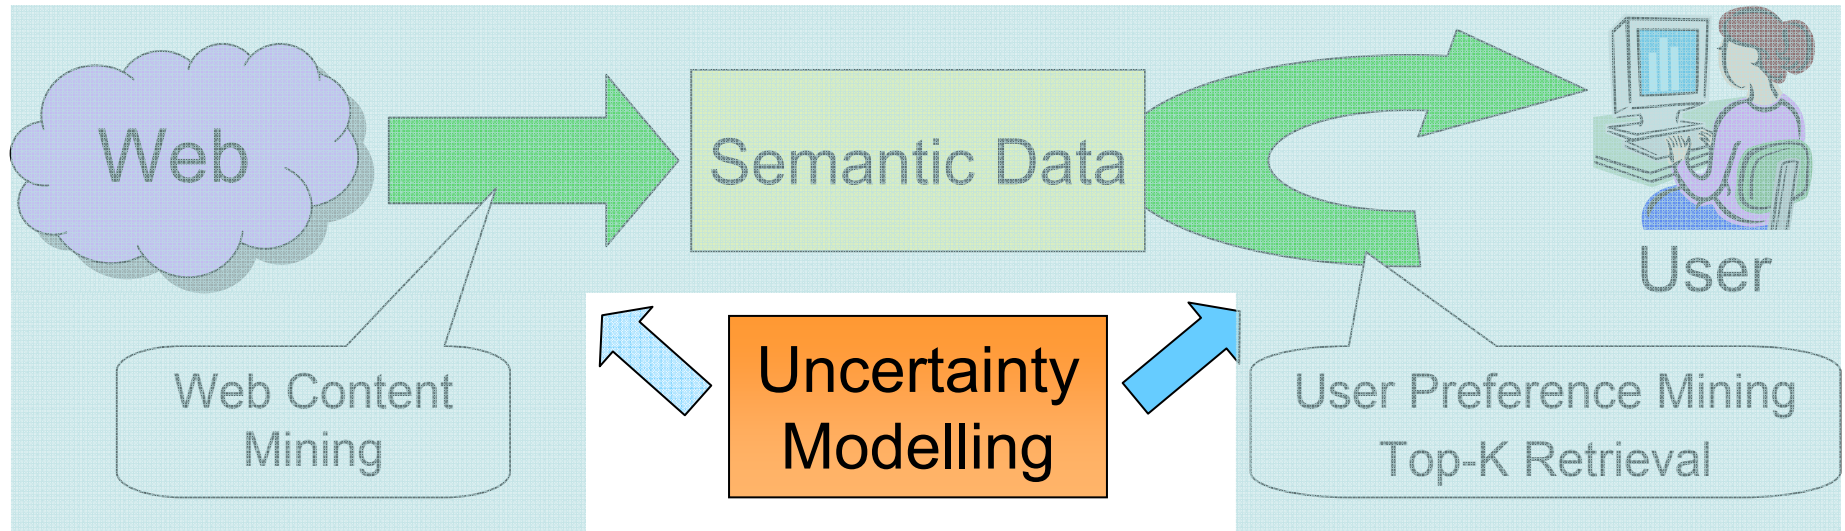 Web
Semantic Data
User
Web Content
Mining
Uncertainty
Modelling
User Preference Mining
Top-K Retrieval